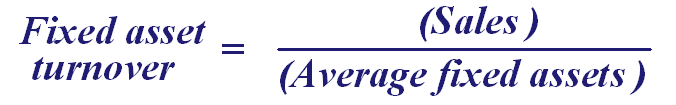 Fixed asset turnover = (Sales)
(Average fixed assets)